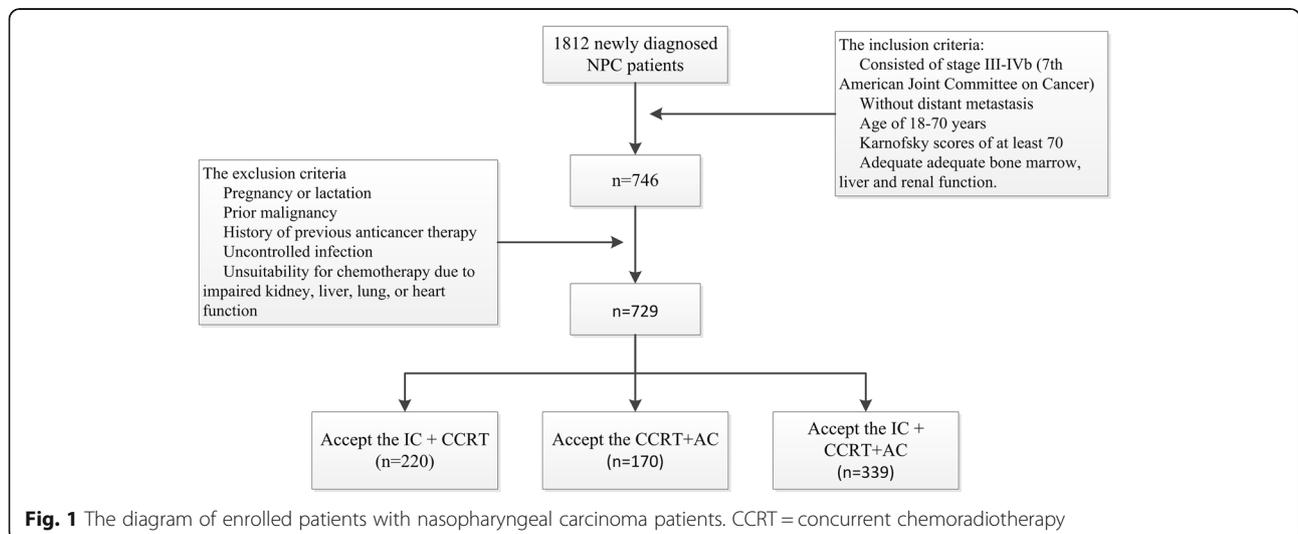 1812 newly diagnosed
NPC patients
The inclusion criteria:
Consisted of stage III-IVb (7th
American Joint Committee on Cancer)
Without distant metastasis
Age of 18-70 years
Karnofsky scores of at least 70
Adequate adequate bone marrow,
liver and renal function.
n=746
The exclusion criteria
Pregnancy or lactation
Prior malignancy
History of previous anticancer therapy
Uncontrolled infection
Unsuitability for chemotherapy due to
impaired kidney, liver, lung, or heart
function
n=729
Accept the IC + CCRT
(n=220)
Accept the CCRT+AC
(n=170)
Accept the IC +
CCRT+AC
(n=339)
Fig. 1 The diagram of enrolled patients with nasopharyngeal carcinoma patients. CCRT = concurrent chemoradiotherapy